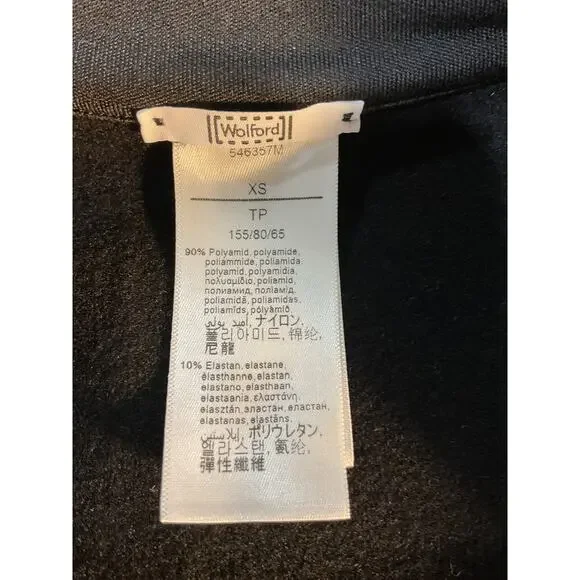 Wolford
546357M
XS
TP
155/80/65
90% Polyamid, polyamide,
poliammide, poliamida,
polyamid, polyamidia,
πολυαμίδιο, poliamid,
полиамид, поліамід,
poliamidă, poliamidas,
poliamīds, pólýamíð
ナイロン,
폴리아미드, 锦纶,
尼龍
10% Elastan, elastane,
élasthanne, elastan,
elastano, elasthaan,
elastaania, ελαστάνη,
elasztán, эластан, еластан,
elastanas, elastāns,
ポリウレタン,
엘라스탄, 氨纶,
彈性纖維